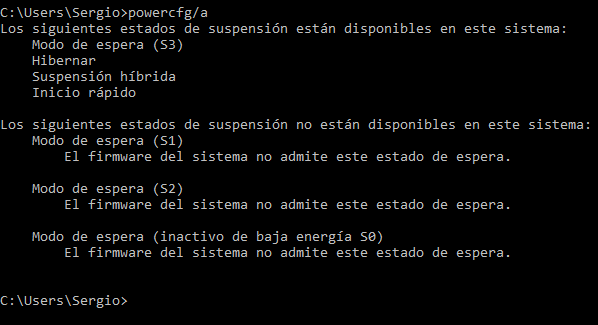 C:\Users\Sergio>powercfg/a
Los siguientes estados de suspensión están disponibles en este sistema:
Modo de espera (S3)
Hibernar
Suspensión híbrida
Inicio rápido
Los siguientes estados de suspensión no están disponibles en este sistema:
Modo de espera (S1)
El firmware del sistema no admite este estado de espera.
Modo de espera (S2)
El firmware del sistema no admite este estado de espera.
Modo de espera (inactivo de baja energía S0)
El firmware del sistema no admite este estado de espera.
C:\Users\Sergio>